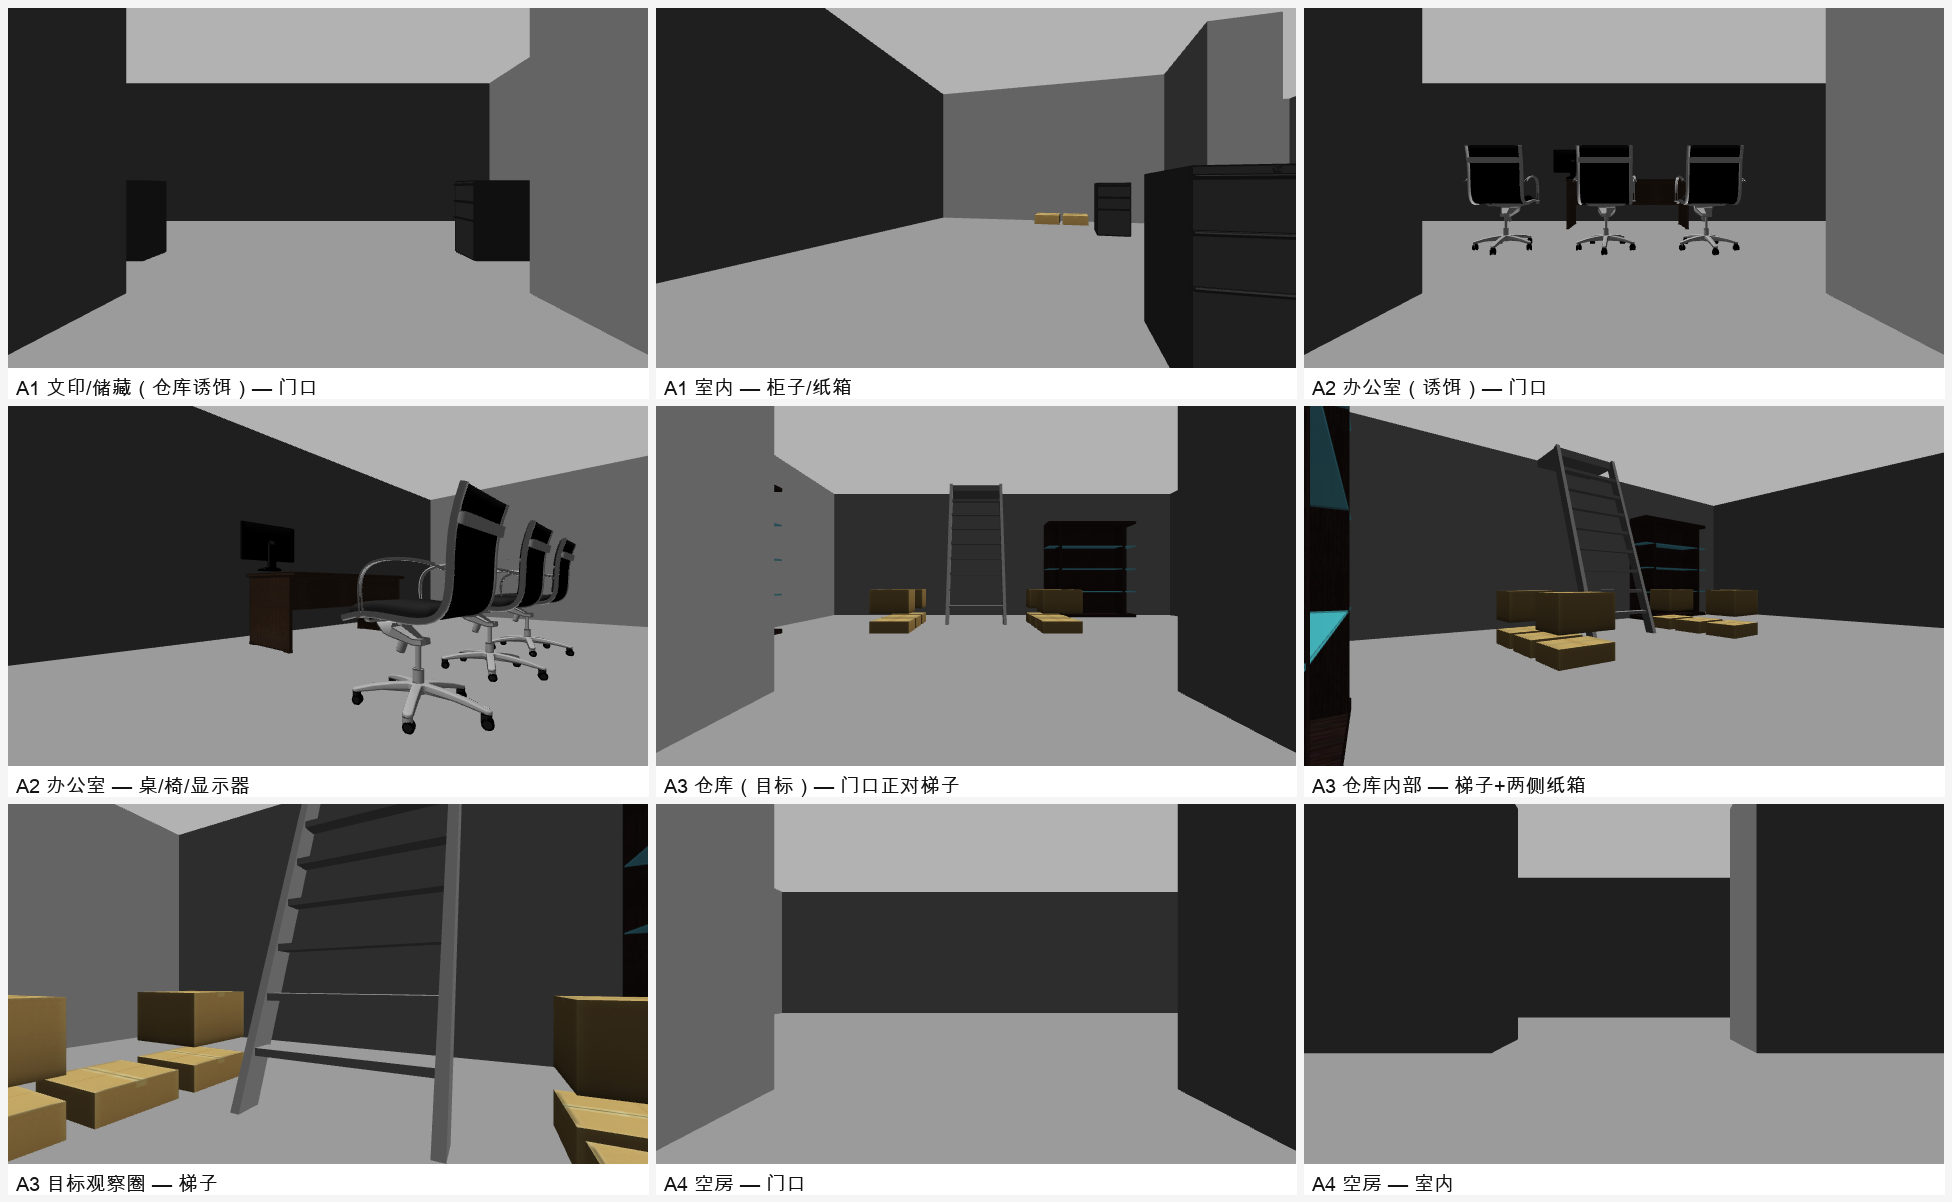 A1 文印/储藏（仓库诱饵）— 门口
A1 室内 — 柜子/纸箱
A2 办公室（诱饵）— 门口
A2 办公室 — 桌/椅/显示器
A3 仓库（目标）— 门口正对梯子
A3 仓库内部 — 梯子+两侧纸箱
A3 目标观察圈 — 梯子
A4 空房 — 门口
A4 空房 — 室内